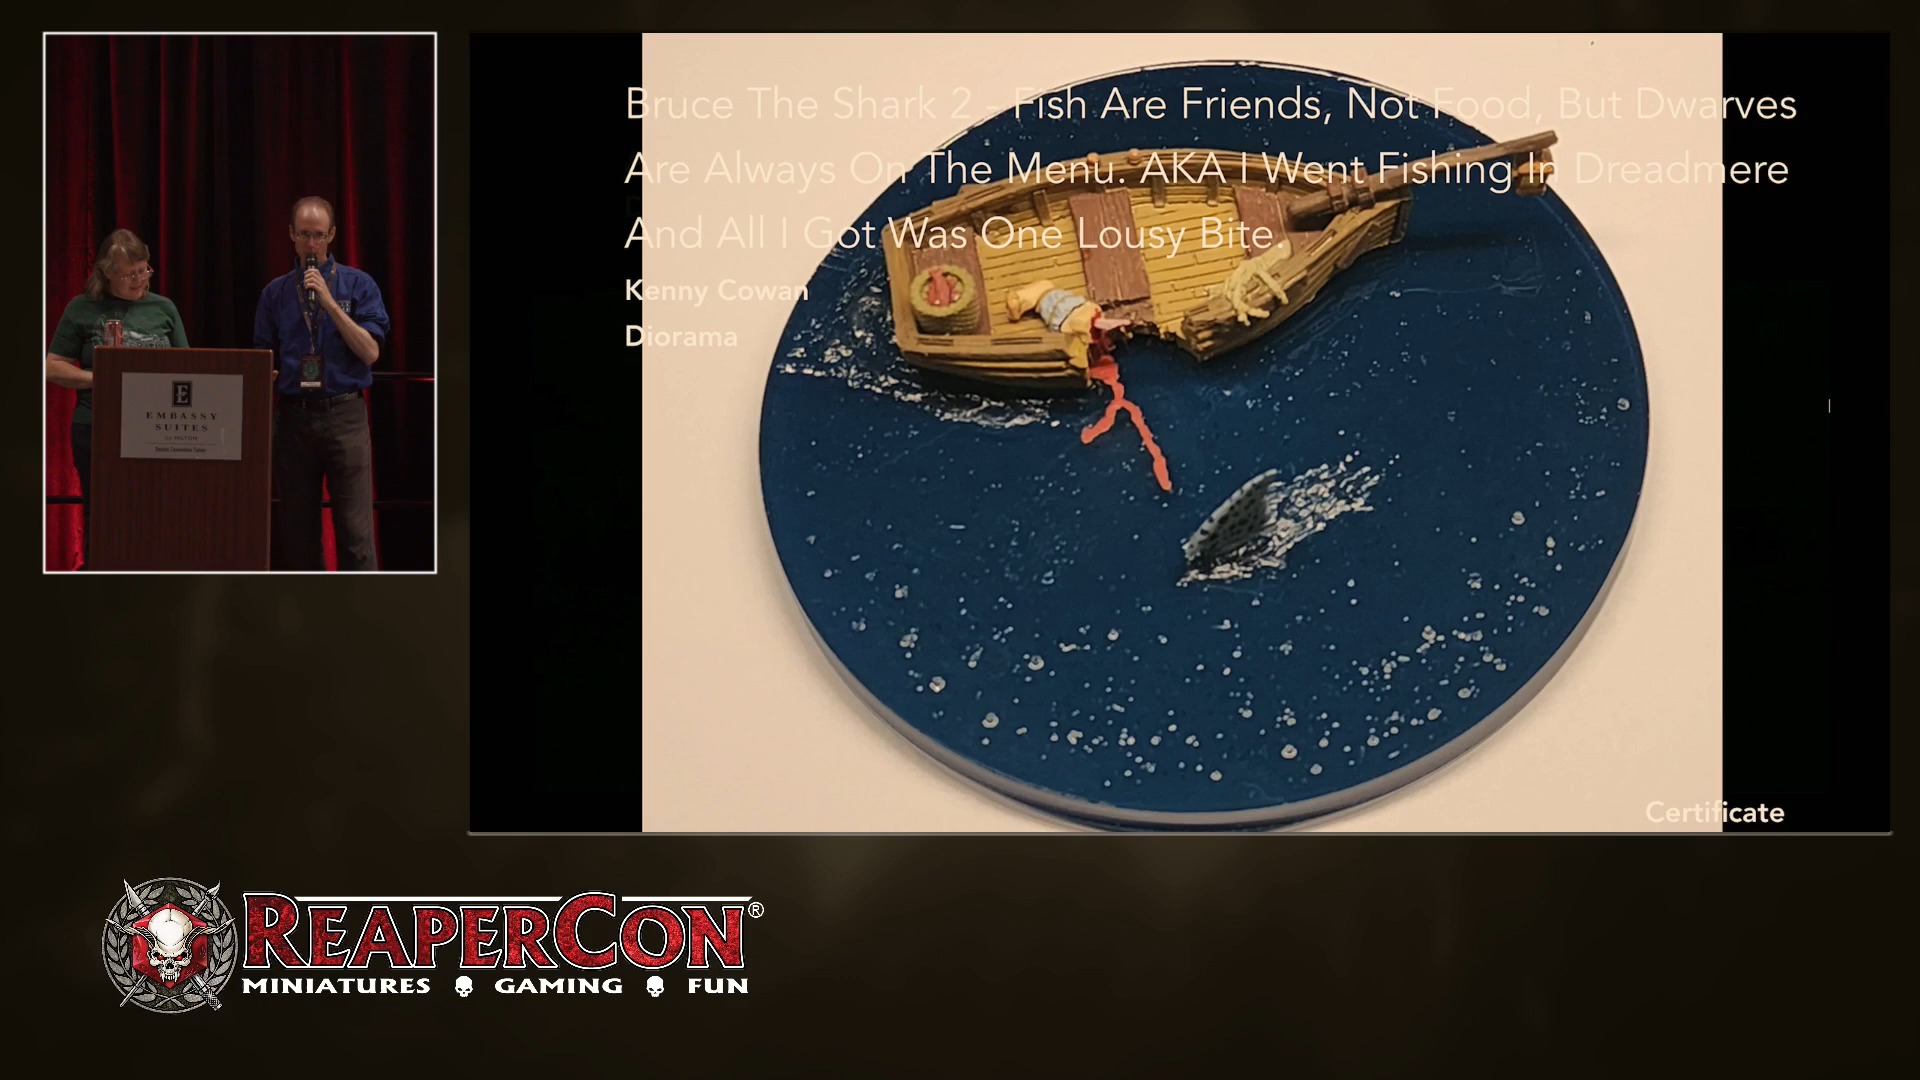 Bruce The Shark 2 - Fish Are Friends, Not Food, But Dwarves
Are Always On The Menu. AKA I Went Fishing In Dreadmere
And All I Got Was One Lousy Bite.
Kenny Cowan
Diorama
Certificate
E
EMBASSY
SUITES
by HILTON
REAPERCON®
MINIATURES GAMING FUN